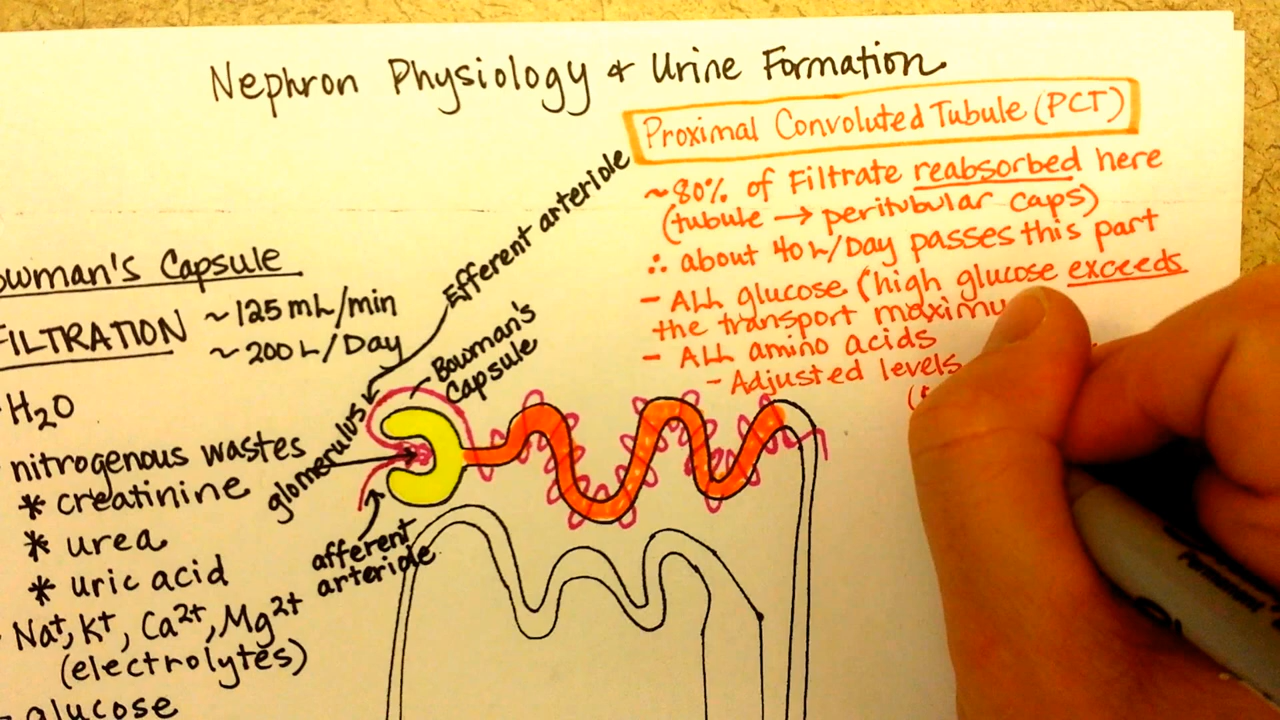 Nephron Physiology & Urine Formation
Proximal Convoluted Tubule (PCT)
~80% of Filtrate reabsorbed here
(tubule → peritubular caps)
∴ about 40 L/Day passes this part
- ALL glucose (high glucose exceeds
the transport maximu
- ALL amino acids
- Adjusted levels
owman's Capsule
FILTRATION ~125 mL/min
~200 L/Day
H2O
nitrogenous wastes
* creatinine
* urea
* uric acid
Na+, K+, Ca2+, Mg2+
(electrolytes)
- glucose
Efferent arteriole
Bowman's
Capsule
glomerulus
afferent
arteriole